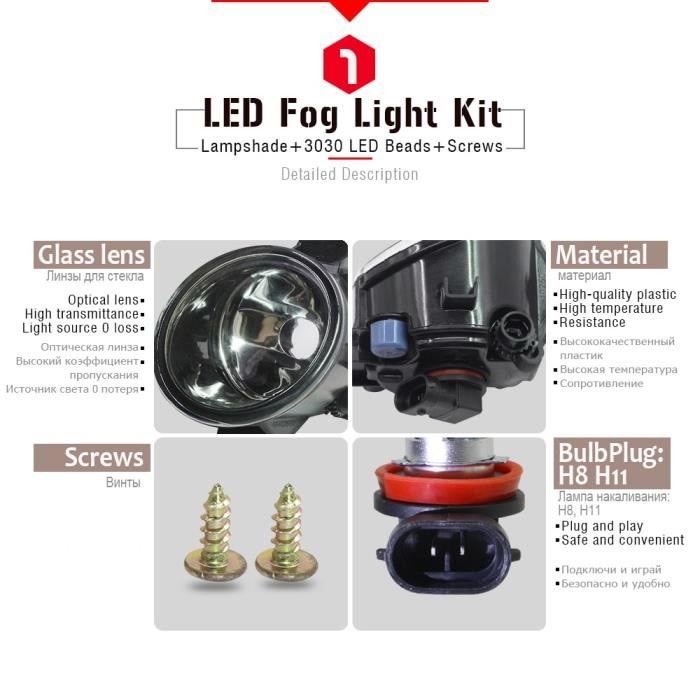 1
LED Fog Light Kit
Lampshade+3030 LED Beads+Screws
Detailed Description
Glass lens
Линзы для стекла
Optical lens
High transmittance
Light source 0 loss
Оптическая линза
Высокий коэффициент
пропускания
Источник света 0 потеря
Material
материал
High-quality plastic
High temperature
Resistance
Высококачественный
пластик
Высокая температура
Сопротивление
Screws
Винты
BulbPlug:
H8 H11
Лампа накаливания:
H8, H11
Plug and play
Safe and convenient
Подключи и играй
Безопасно и удобно